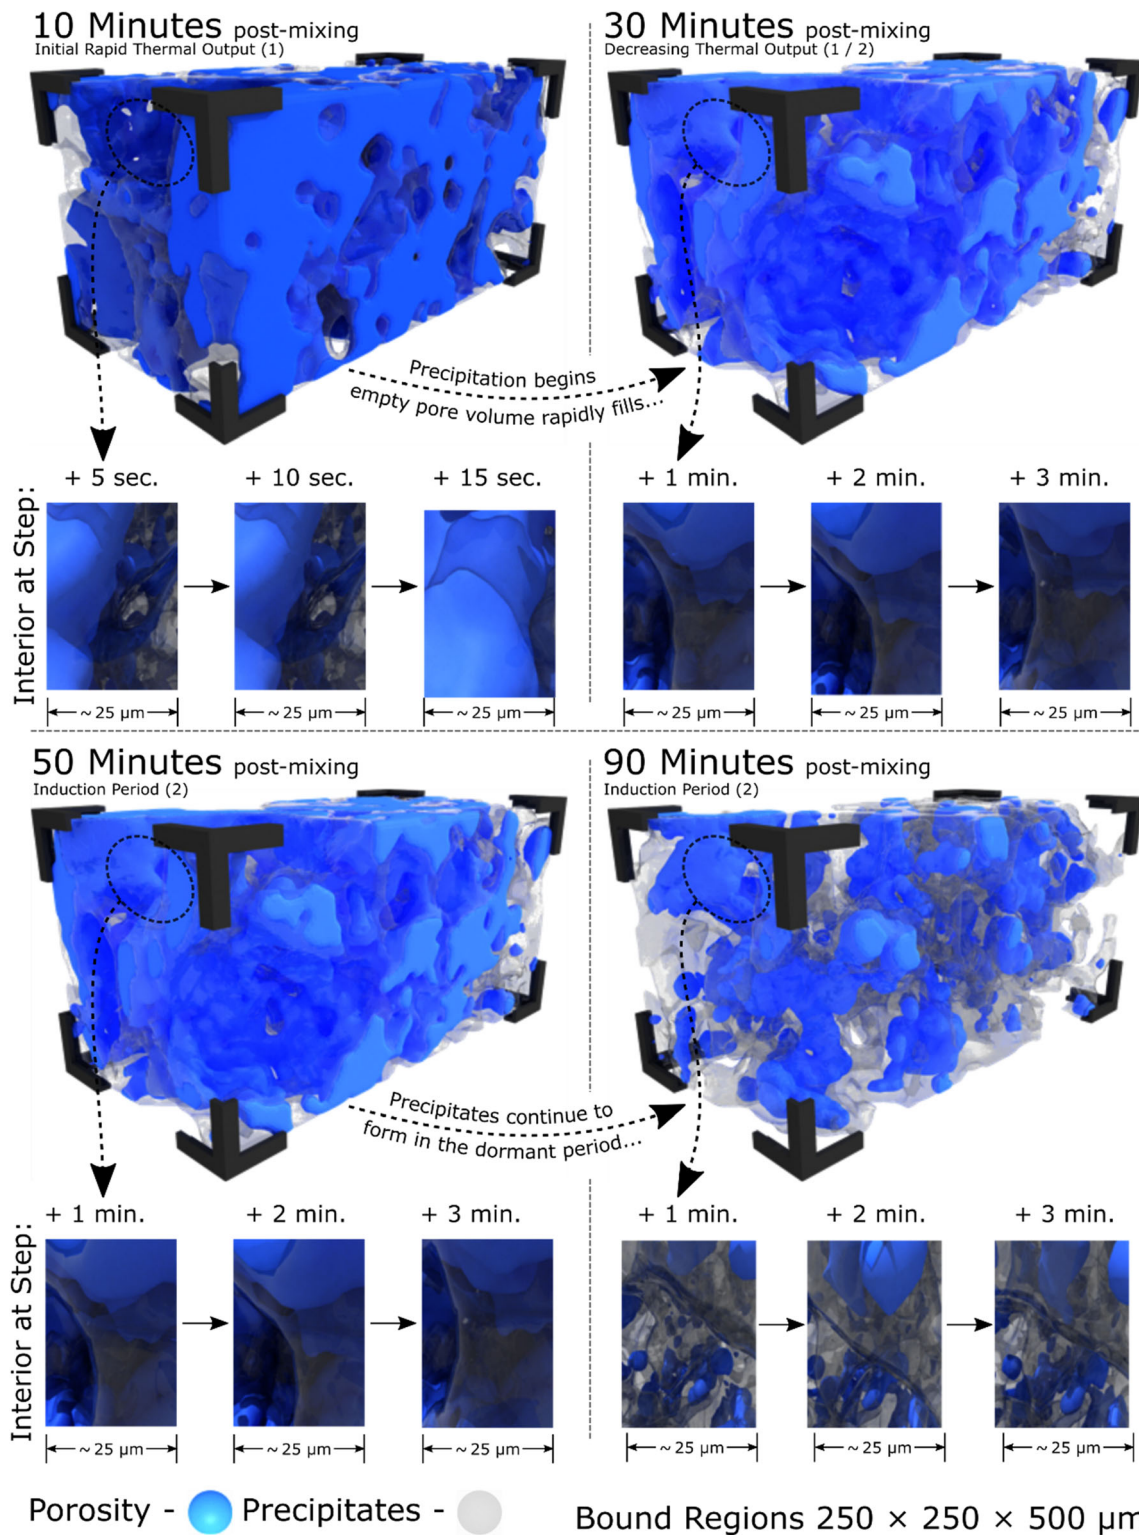 10 Minutes post-mixing
Initial Rapid Thermal Output (1)
30 Minutes post-mixing
Decreasing Thermal Output (1 / 2)
Precipitation begins
empty pore volume rapidly fills...
Interior at Step:
+ 5 sec.
+ 10 sec.
+ 15 sec.
+ 1 min.
+ 2 min.
+ 3 min.
~ 25 µm
~ 25 µm
~ 25 µm
~ 25 µm
~ 25 µm
~ 25 µm
50 Minutes post-mixing
Induction Period (2)
90 Minutes post-mixing
Induction Period (2)
Precipitates continue to
form in the dormant period...
Interior at Step:
+ 1 min.
+ 2 min.
+ 3 min.
+ 1 min.
+ 2 min.
+ 3 min.
~ 25 µm
~ 25 µm
~ 25 µm
~ 25 µm
~ 25 µm
~ 25 µm
Porosity - Precipitates -
Bound Regions 250 × 250 × 500 µm